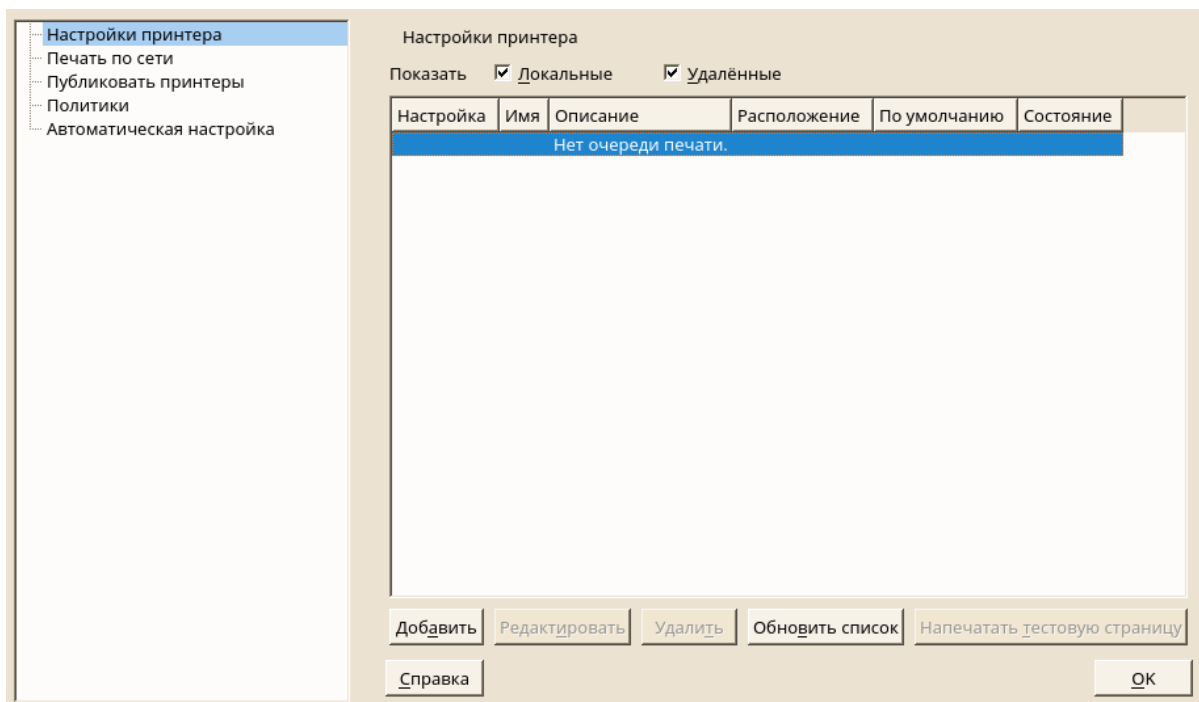 Настройки принтера
Печать по сети
Публиковать принтеры
Политики
Автоматическая настройка
Настройки принтера
Показать Локальные Удалённые
Настройка Имя Описание Расположение По умолчанию Состояние
Нет очереди печати.
Добавить Редактировать Удалить Обновить список Напечатать тестовую страницу
Справка OK